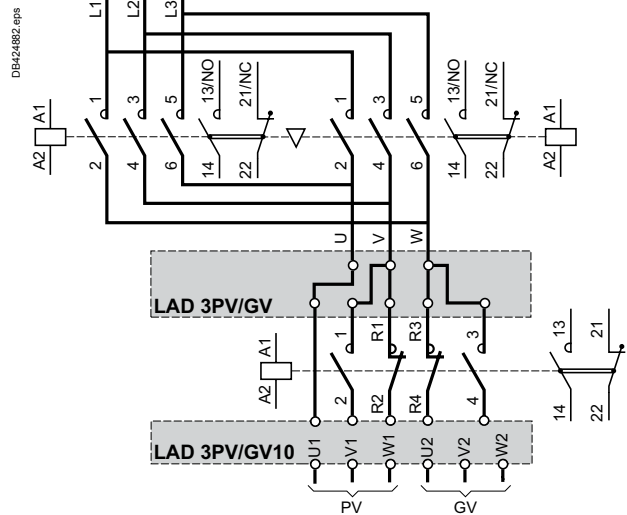 DB424882.eps
L1 L2 L3
1 3 5 13/NO 21/NC 1 3 5 13/NO 21/NC
A1 A1
A2 A2
2 4 6 14 22 2 4 6 14 22
U V W
LAD 3PV/GV
1 R1 R3 3 13 21
A1
A2
2 R2 R4 4 14 22
LAD 3PV/GV10 U1 V1 W1 U2 V2 W2
PV GV